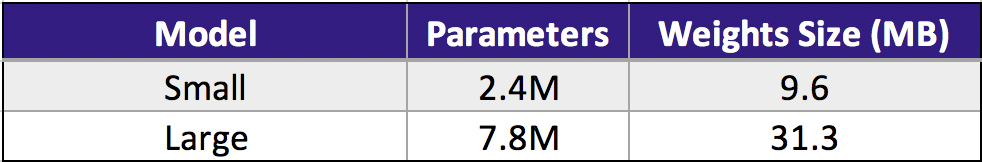 Model Parameters Weights Size (MB)
Small 2.4M 9.6
Large 7.8M 31.3